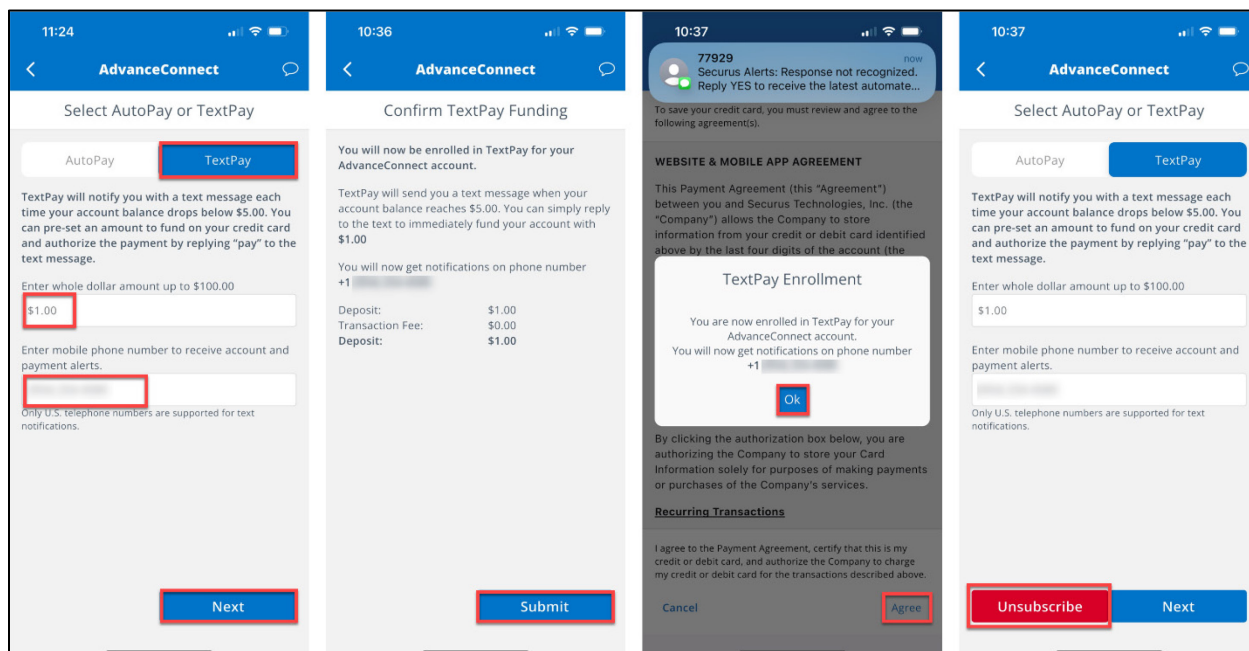 11:24
AdvanceConnect
Select AutoPay or TextPay
AutoPay
TextPay
TextPay will notify you with a text message each
time your account balance drops below $5.00. You
can pre-set an amount to fund on your credit card
and authorize the payment by replying “pay” to the
text message.
Enter whole dollar amount up to $100.00
$1.00
Enter mobile phone number to receive account and
payment alerts.
Only U.S. telephone numbers are supported for text
notifications.
Next
10:36
AdvanceConnect
Confirm TextPay Funding
You will now be enrolled in TextPay for your
AdvanceConnect account.
TextPay will send you a text message when your
account balance reaches $5.00. You can simply reply
to the text to immediately fund your account with
$1.00
You will now get notifications on phone number
+1
Deposit: $1.00
Transaction Fee: $0.00
Deposit: $1.00
Submit
10:37
77929
now
Securus Alerts: Response not recognized.
Reply YES to receive the latest automate...
To save your credit card, you must review and agree to the
following agreement(s).
WEBSITE & MOBILE APP AGREEMENT
This Payment Agreement (this “Agreement”)
between you and Securus Technologies, Inc. (the
“Company”) allows the Company to store
information from your credit or debit card identified
above by the last four digits of the account (the
TextPay Enrollment
You are now enrolled in TextPay for your
AdvanceConnect account.
You will now get notifications on phone number
+1
Ok
By clicking the authorization box below, you are
authorizing the Company to store your Card
Information solely for purposes of making payments
or purchases of the Company's services.
Recurring Transactions
I agree to the Payment Agreement, certify that this is my
credit or debit card, and authorize the Company to charge
my credit or debit card for the transactions described above.
Cancel
Agree
10:37
AdvanceConnect
Select AutoPay or TextPay
AutoPay
TextPay
TextPay will notify you with a text message each
time your account balance drops below $5.00. You
can pre-set an amount to fund on your credit card
and authorize the payment by replying “pay” to the
text message.
Enter whole dollar amount up to $100.00
$1.00
Enter mobile phone number to receive account and
payment alerts.
Only U.S. telephone numbers are supported for text
notifications.
Unsubscribe
Next